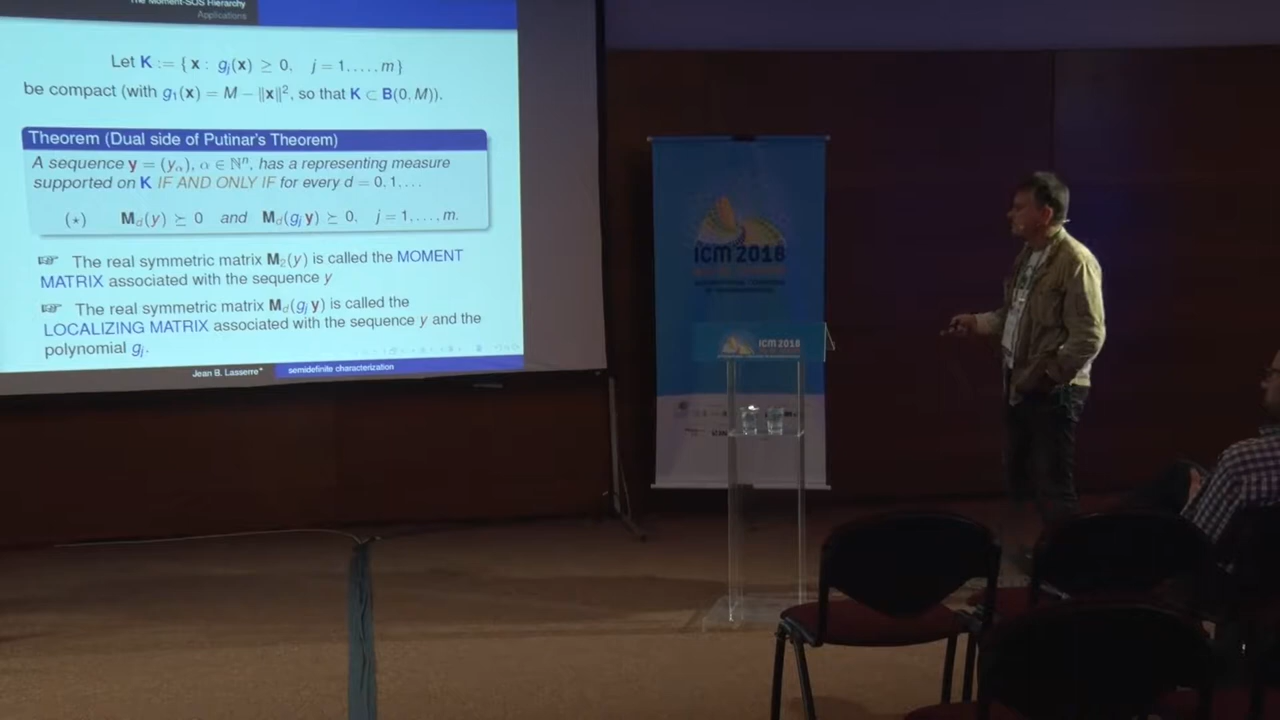 The Moment-SOS Hierarchy
Applications
Let K := { x : gj(x) ≥ 0, j = 1, . . . , m }
be compact (with g1(x) = M − ‖x‖², so that K ⊂ B(0, M)).
Theorem (Dual side of Putinar's Theorem)
A sequence y = (yα), α ∈ ℕⁿ, has a representing measure
supported on K IF AND ONLY IF for every d = 0, 1, . . .
(⋆) Md(y) ⪰ 0 and Md(gj y) ⪰ 0, j = 1, . . . , m.
☞ The real symmetric matrix M2(y) is called the MOMENT
MATRIX associated with the sequence y
☞ The real symmetric matrix Md(gj y) is called the
LOCALIZING MATRIX associated with the sequence y and the
polynomial gj.
Jean B. Lasserre* semidefinite characterization
ICM 2018
ICM 2018